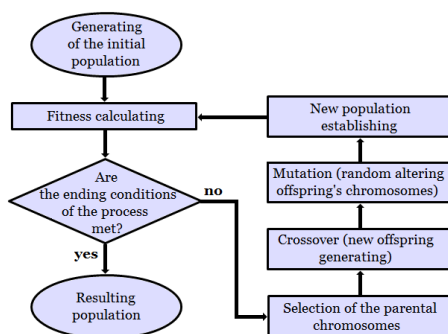 Generating
of the initial
population
Fitness calculating
Are
the ending conditions
of the process
met?
no
yes
Resulting
population
New population
establishing
Mutation (random altering
offspring's chromosomes)
Crossover (new offspring
generating)
Selection of the parental
chromosomes